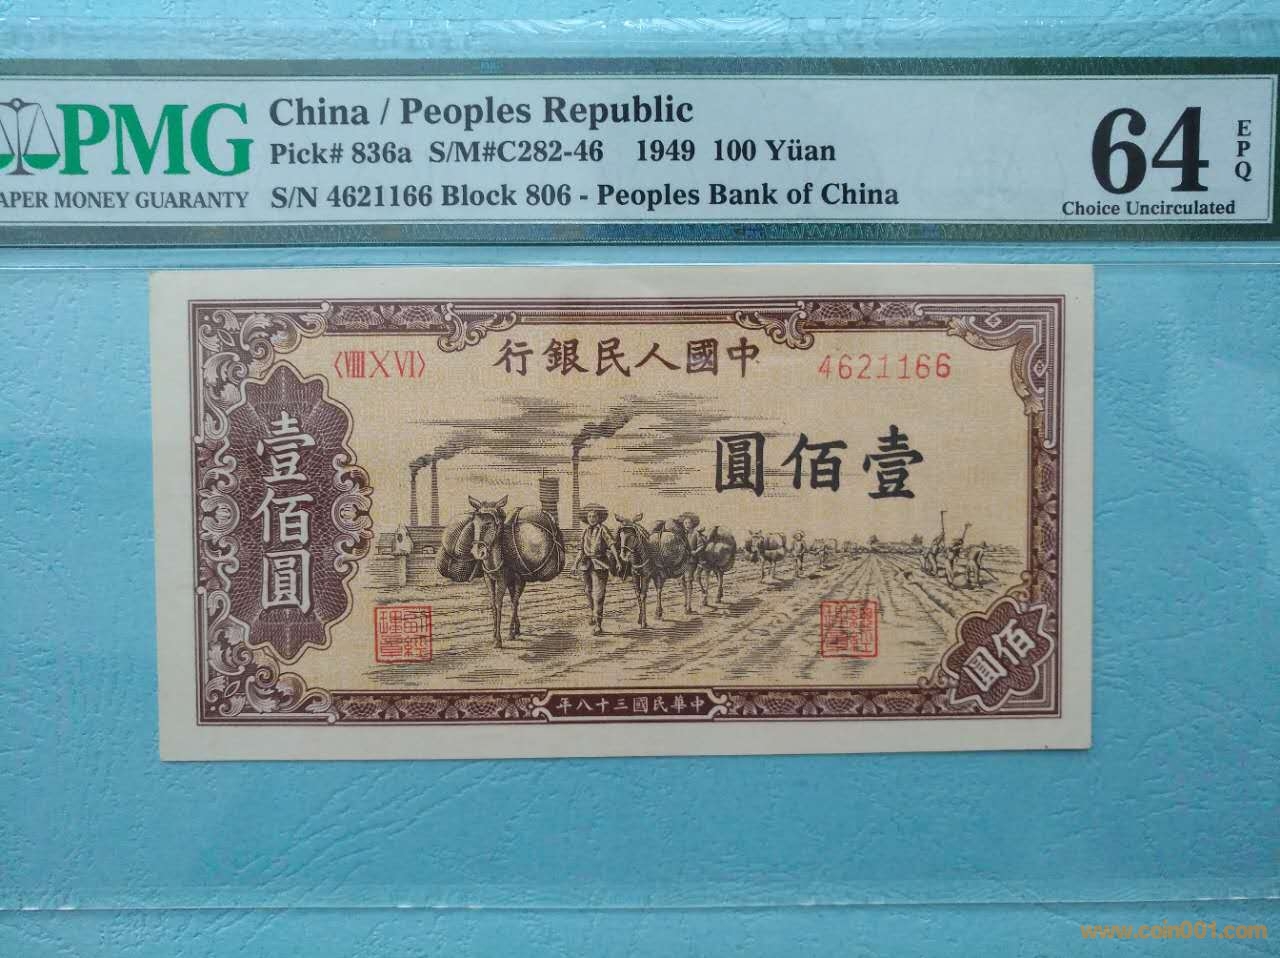 PMG
APER MONEY GUARANTY
China / Peoples Republic
Pick# 836a S/M#C282-46 1949 100 Yüan
S/N 4621166 Block 806 - Peoples Bank of China
64
EPQ
Choice Uncirculated
〈VIII X VI〉
行銀民人國中
4621166
圓佰壹
壹佰圓
佰圓
年八十三國民華中
www.coin001.com